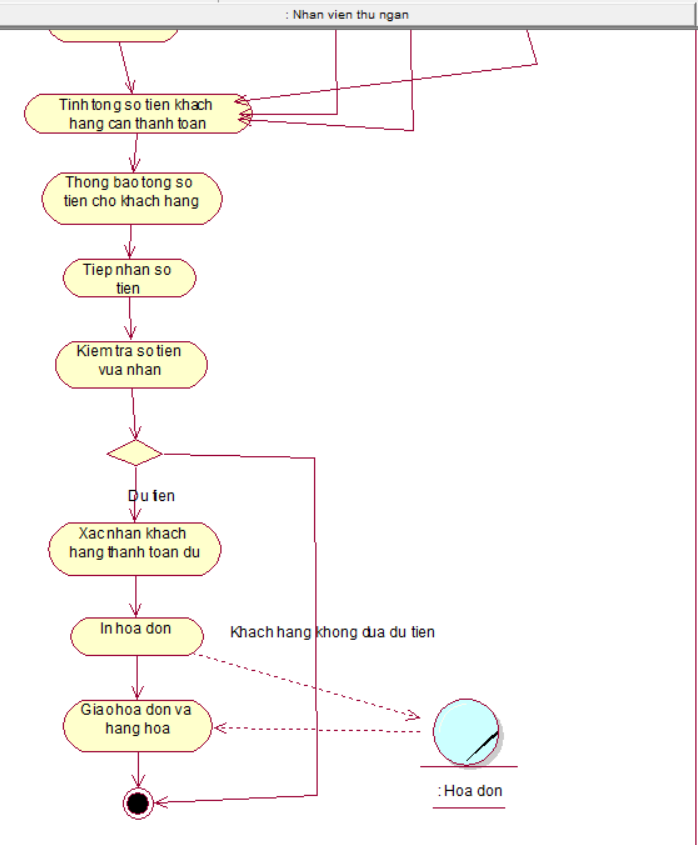 : Nhan vien thu ngan
Tinh tong so tien khach
hang can thanh toan
Thong bao tong so
tien cho khach hang
Tiep nhan so
tien
Kiem tra so tien
vua nhan
Du tien
Xac nhan khach
hang thanh toan du
In hoa don
Khach hang khong dua du tien
Giao hoa don va
hang hoa
: Hoa don